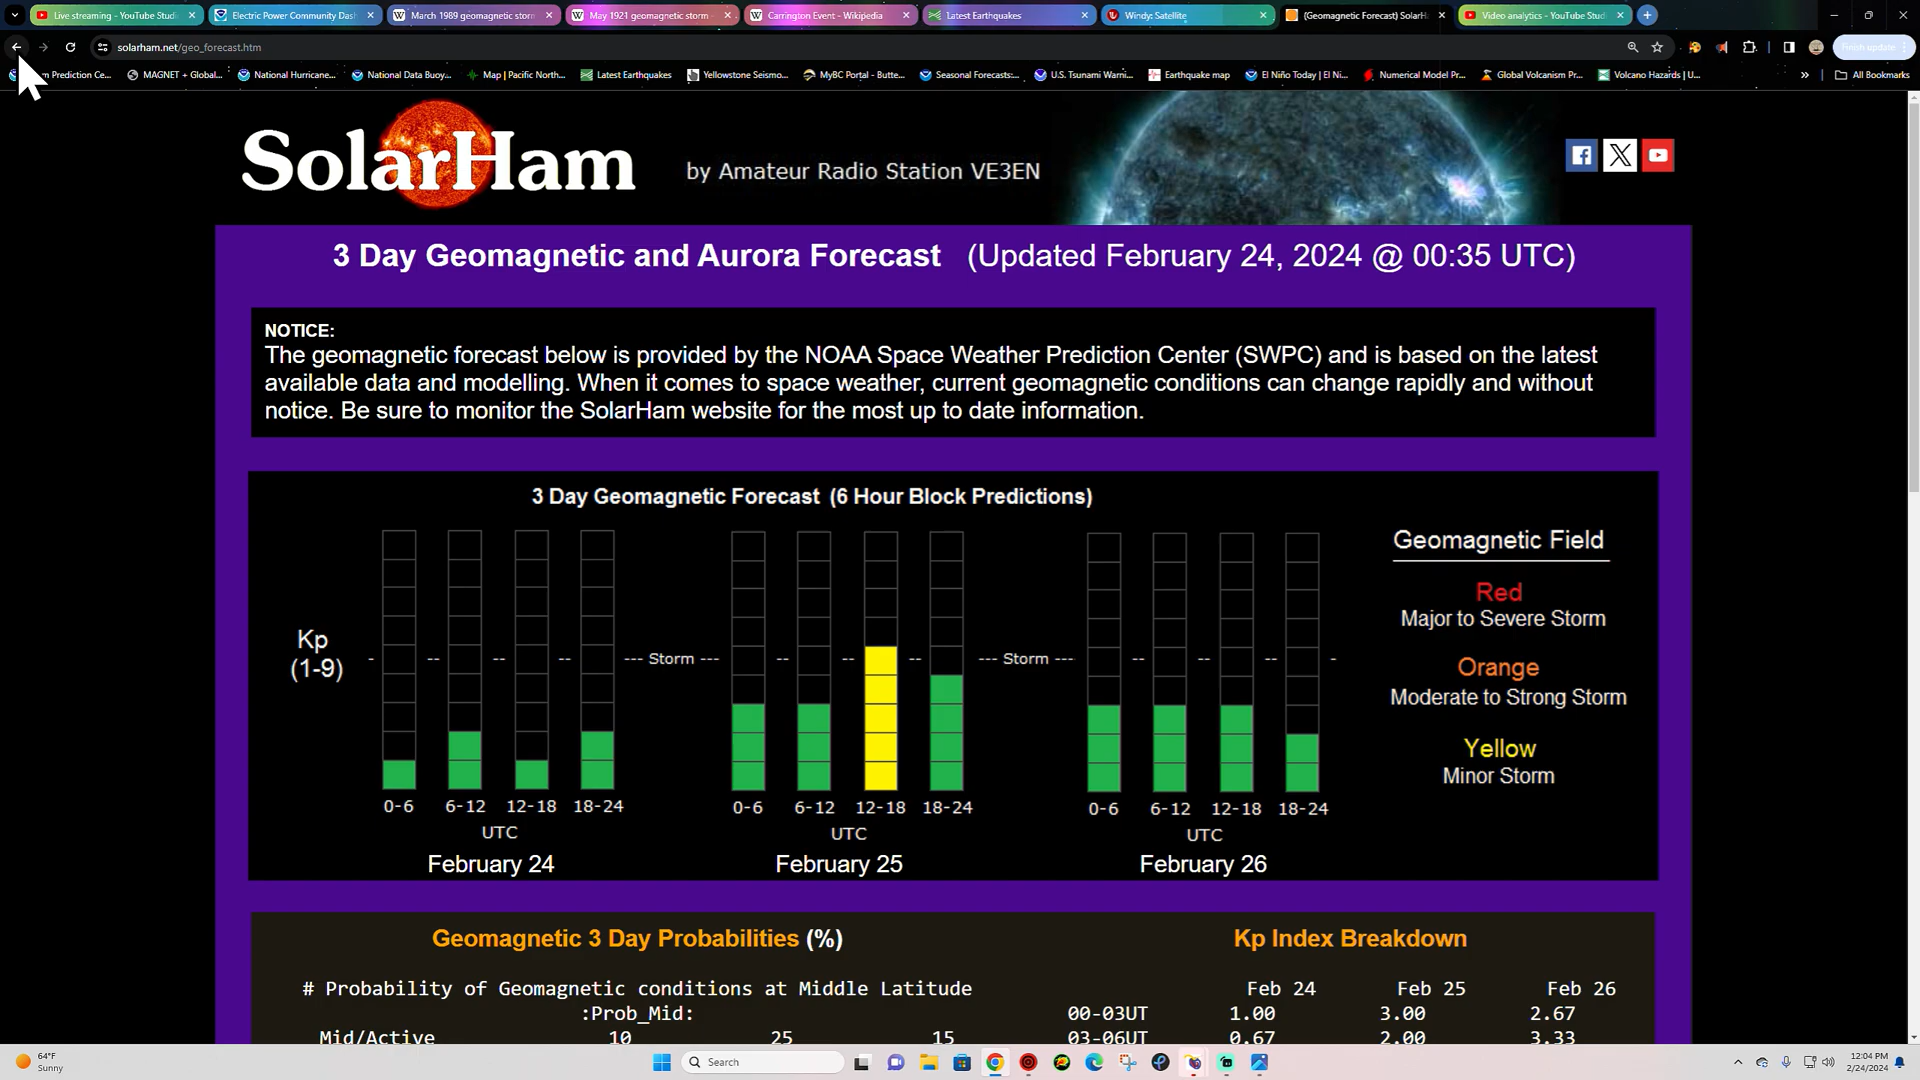 Live streaming - YouTube Studi
Electric Power Community Das
March 1989 geomagnetic storm
May 1921 geomagnetic storm -
Carrington Event - Wikipedia
Latest Earthquakes
Windy: Satellite
(Geomagnetic Forecast) SolarH
Video analytics - YouTube Studi
solarham.net/geo_forecast.htm
Finish update
m Prediction Ce...
MAGNET + Global...
National Hurricane...
National Data Buoy...
Map | Pacific North...
Latest Earthquakes
Yellowstone Seismo...
MyBC Portal - Butte...
Seasonal Forecasts:...
U.S. Tsunami Warni...
Earthquake map
El Niño Today | El Ni...
Numerical Model Pr...
Global Volcanism Pr...
Volcano Hazards | U...
All Bookmarks
SolarHam
by Amateur Radio Station VE3EN
3 Day Geomagnetic and Aurora Forecast (Updated February 24, 2024 @ 00:35 UTC)
NOTICE:
The geomagnetic forecast below is provided by the NOAA Space Weather Prediction Center (SWPC) and is based on the latest
available data and modelling. When it comes to space weather, current geomagnetic conditions can change rapidly and without
notice. Be sure to monitor the SolarHam website for the most up to date information.
3 Day Geomagnetic Forecast (6 Hour Block Predictions)
Geomagnetic Field
Red
Major to Severe Storm
Orange
Moderate to Strong Storm
Yellow
Minor Storm
Kp
(1-9)
- -- -- -- --- Storm --- -- -- -- --- Storm --- -- -- -- -
0-6 6-12 12-18 18-24
UTC
February 24
0-6 6-12 12-18 18-24
UTC
February 25
0-6 6-12 12-18 18-24
UTC
February 26
Geomagnetic 3 Day Probabilities (%)
# Probability of Geomagnetic conditions at Middle Latitude
:Prob_Mid:
Mid/Active 10 25 15
Kp Index Breakdown
Feb 24 Feb 25 Feb 26
00-03UT 1.00 3.00 2.67
03-06UT 0.67 2.00 3.33
64°F
Sunny
Search
12:04 PM
2/24/2024